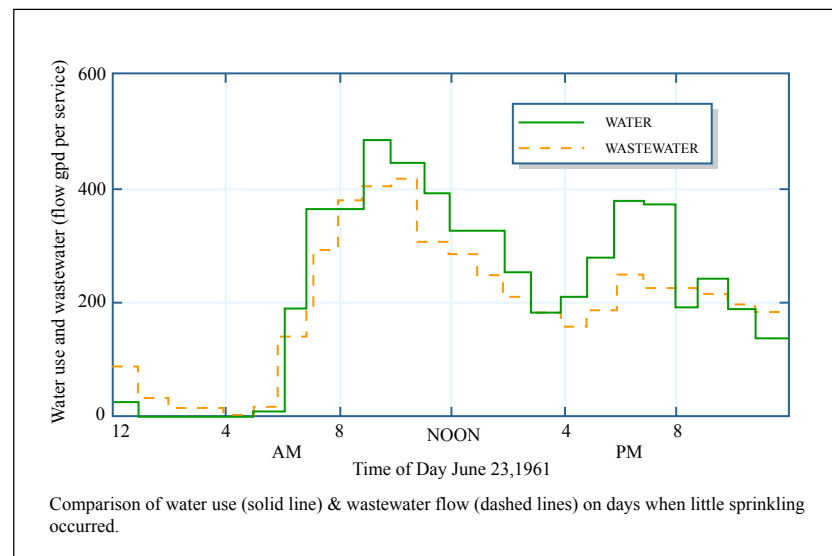 Water use and wastewater (flow gpd per service)
600
400
200
0
WATER
WASTEWATER
12 4 8 NOON 4 8
AM PM
Time of Day June 23,1961
Comparison of water use (solid line) & wastewater flow (dashed lines) on days when little sprinkling
occurred.